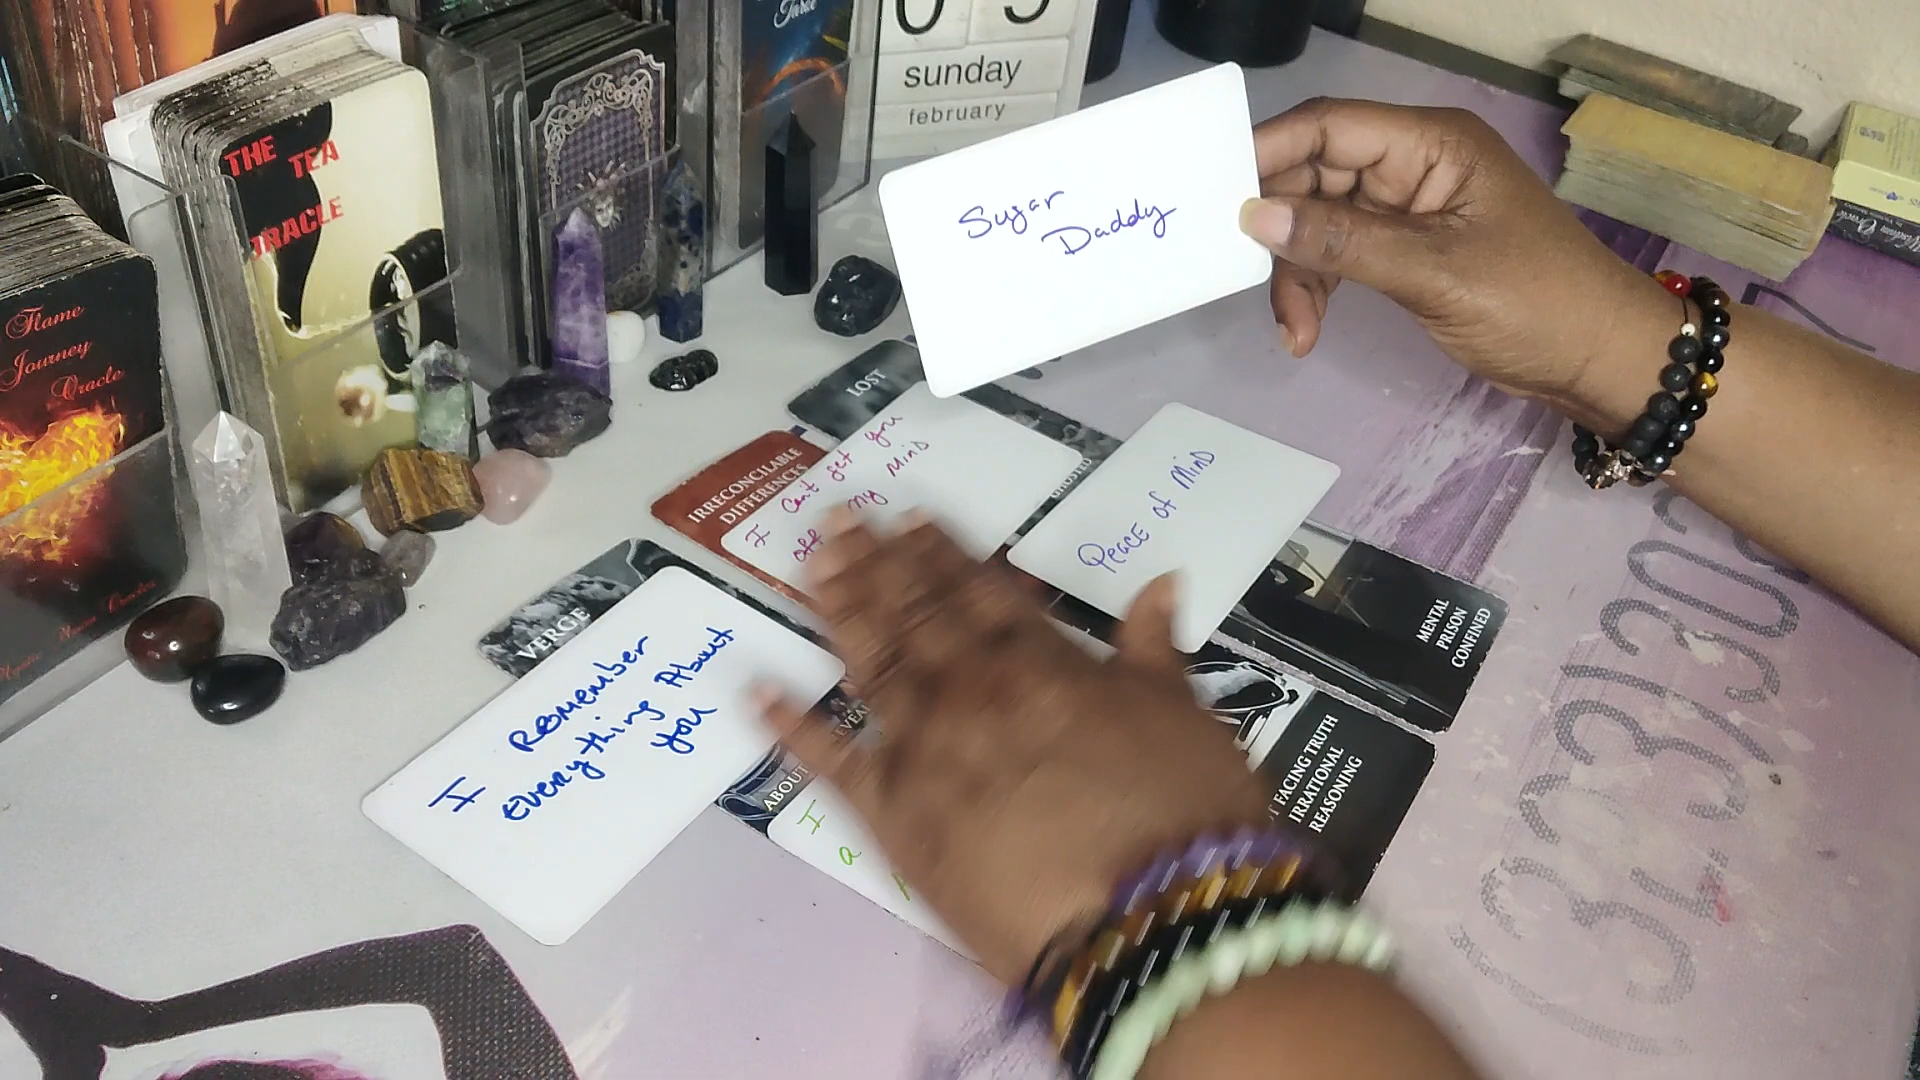 Tarot
sunday
february
THE TEA
ORACLE
Flame
Journey
Oracle
Sugar
Daddy
LOST
IRRECONCILABLE
DIFFERENCES
I can't get you
off my MinD
Peace of MinD
VERGE
I REMember
everything About
you
ABOUT
I
a
MENTAL
PRISON
CONFINED
FACING TRUTH
IRRATIONAL
REASONING